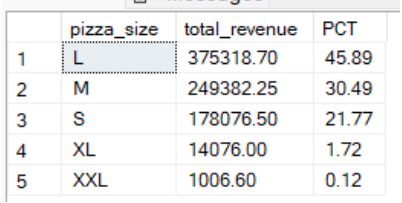 pizza_size total_revenue PCT
1 L 375318.70 45.89
2 M 249382.25 30.49
3 S 178076.50 21.77
4 XL 14076.00 1.72
5 XXL 1006.60 0.12